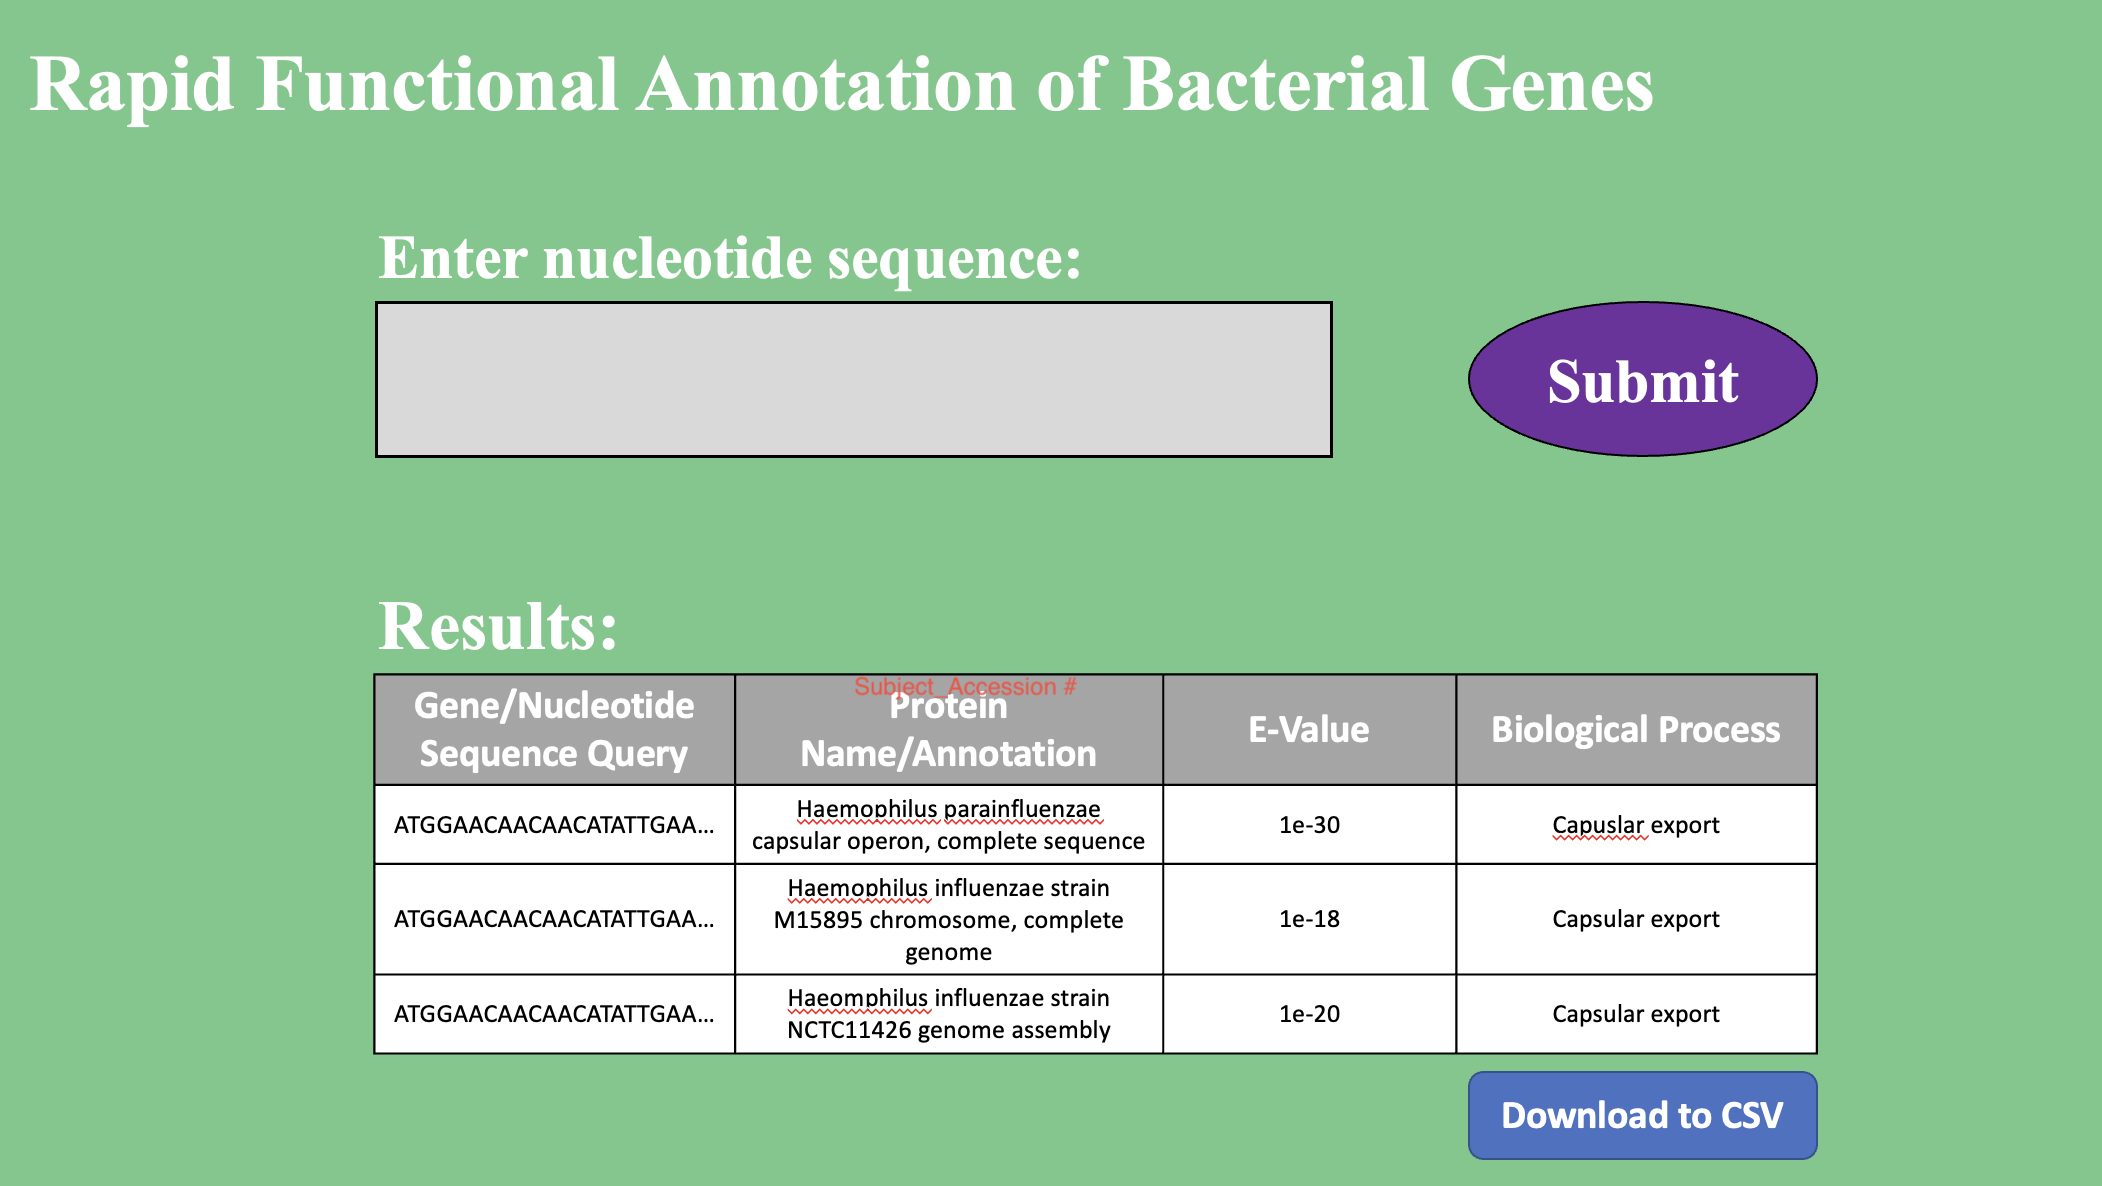 Rapid Functional Annotation of Bacterial Genes
Enter nucleotide sequence:
Submit
Results:
Subject_Accession #
Gene/Nucleotide
Sequence Query
Protein
Name/Annotation
E-Value
Biological Process
ATGGAACAACAACATATTGAA...
Haemophilus parainfluenzae
capsular operon, complete sequence
1e-30
Capuslar export
ATGGAACAACAACATATTGAA...
Haemophilus influenzae strain
M15895 chromosome, complete
genome
1e-18
Capsular export
ATGGAACAACAACATATTGAA...
Haeomphilus influenzae strain
NCTC11426 genome assembly
1e-20
Capsular export
Download to CSV